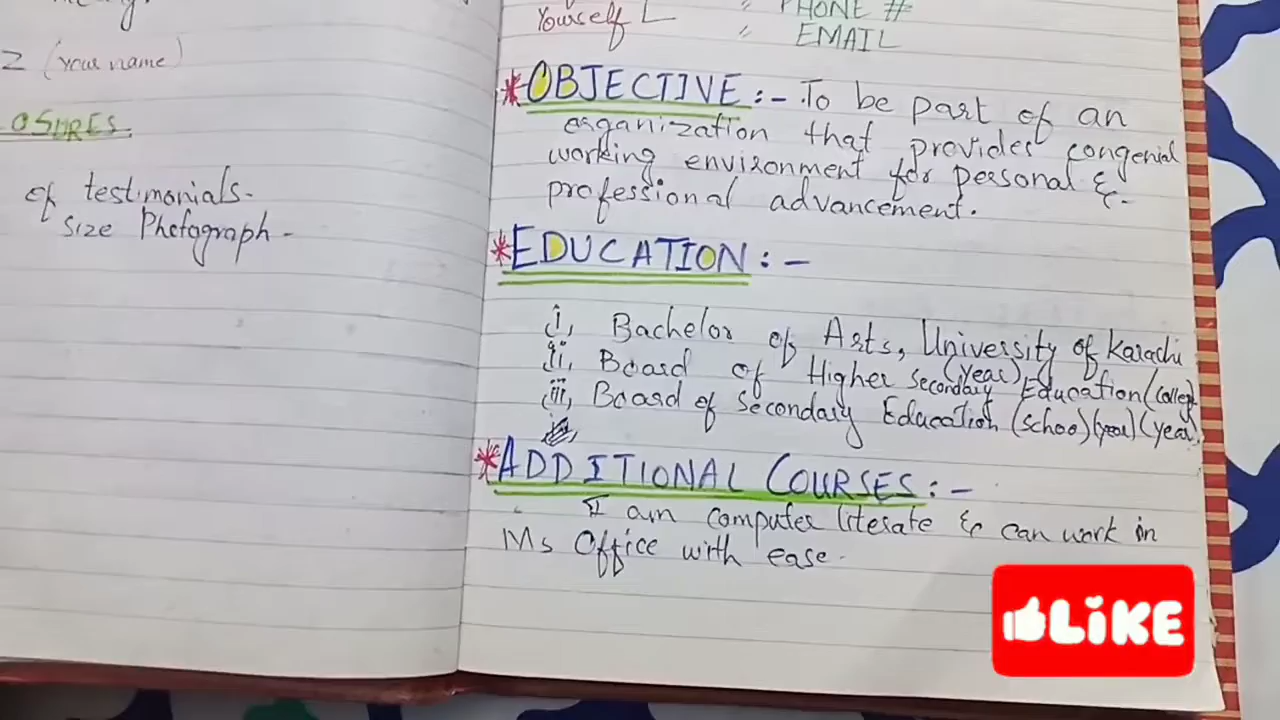 Z (Your name)
OSURES.
of testimonials.
size Photograph.
Yourself
" PHONE #
" EMAIL
*OBJECTIVE :- To be part of an
organization that provides congenial
working environment for personal &
professional advancement.
*EDUCATION :-
i, Bachelor of Arts, University of Karachi
(year)
ii, Board of Higher Secondary Education (College
iii, Board of Secondary Education (School)(year) (year)
*ADDITIONAL COURSES :-
I am computer literate & can work in
Ms Office with ease.
LIKE